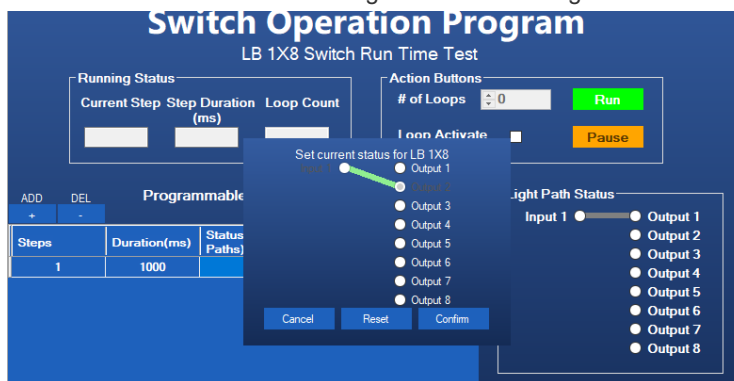 Switch Operation Program
LB 1X8 Switch Run Time Test
Running Status
Current Step Step Duration (ms) Loop Count
Action Buttons
# of Loops 0 Run
Loop Activate Pause
Set current status for LB 1X8
Input 1 Output 1
Output 2
Output 3
Output 4
Output 5
Output 6
Output 7
Output 8
Cancel Reset Confirm
ADD DEL Programmable
+ -
Steps Duration(ms) Status Paths)
1 1000
Light Path Status
Input 1 Output 1
Output 2
Output 3
Output 4
Output 5
Output 6
Output 7
Output 8